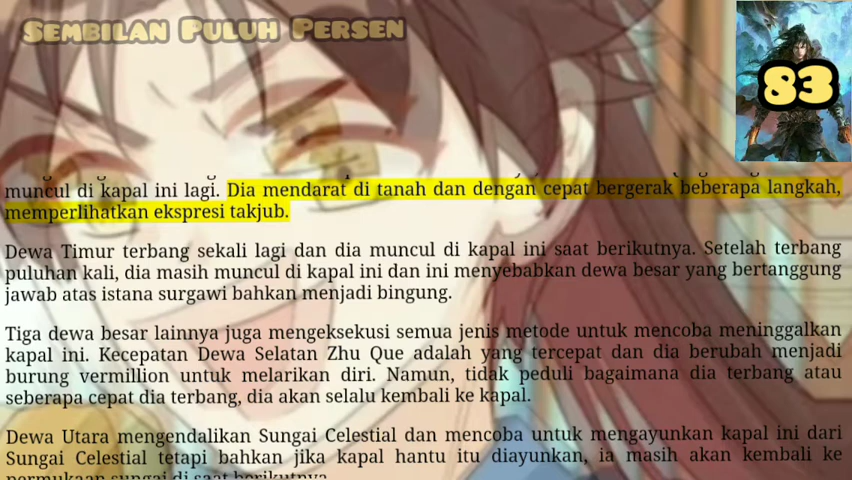 SEMBILAN PULUH PERSEN
83
muncul di kapal ini lagi. Dia mendarat di tanah dan dengan cepat bergerak beberapa langkah,
memperlihatkan ekspresi takjub.
Dewa Timur terbang sekali lagi dan dia muncul di kapal ini saat berikutnya. Setelah terbang
puluhan kali, dia masih muncul di kapal ini dan ini menyebabkan dewa besar yang bertanggung
jawab atas istana surgawi bahkan menjadi bingung.
Tiga dewa besar lainnya juga mengeksekusi semua jenis metode untuk mencoba meninggalkan
kapal ini. Kecepatan Dewa Selatan Zhu Que adalah yang tercepat dan dia berubah menjadi
burung vermillion untuk melarikan diri. Namun, tidak peduli bagaimana dia terbang atau
seberapa cepat dia terbang, dia akan selalu kembali ke kapal.
Dewa Utara mengendalikan Sungai Celestial dan mencoba untuk mengayunkan kapal ini dari
Sungai Celestial tetapi bahkan jika kapal hantu itu diayunkan, ia masih akan kembali ke
permukaan sungai di saat berikutnya